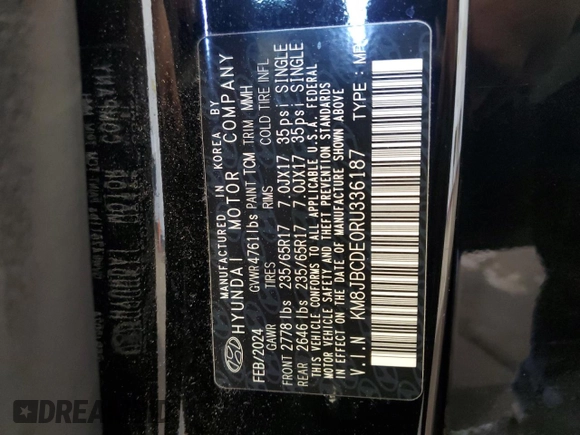 MANUFACTURED IN KOREA BY
HYUNDAI MOTOR COMPANY
FEB/2024 GVWR 4761 lbs PAINT TCM TRIM MMH
GAWR TIRES RIMS COLD TIRE INFL
FRONT 2778 lbs 235/65R17 7.0JX17 35psi SINGLE
REAR 2646 lbs 235/65R17 7.0JX17 35psi SINGLE
THIS VEHICLE CONFORMS TO ALL APPLICABLE U.S.A. FEDERAL
MOTOR VEHICLE SAFETY AND THEFT PREVENTION STANDARDS
IN EFFECT ON THE DATE OF MANUFACTURE SHOWN ABOVE
V.I.N KM8JBCDE0RU336187 TYPE :